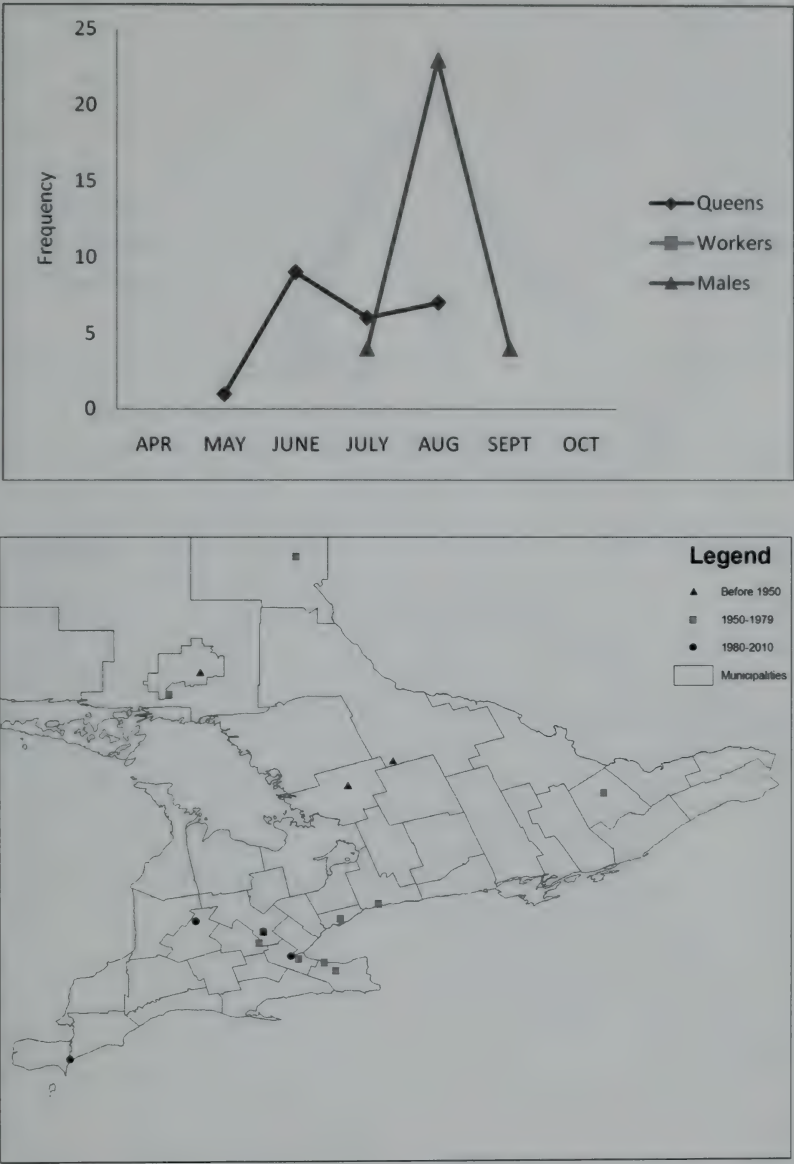 25
20
15
10
5
0
Frequency
APR MAY JUNE JULY AUG SEPT OCT
Queens
Workers
Males
Legend
Before 1950
1950-1979
1980-2010
Municipalities